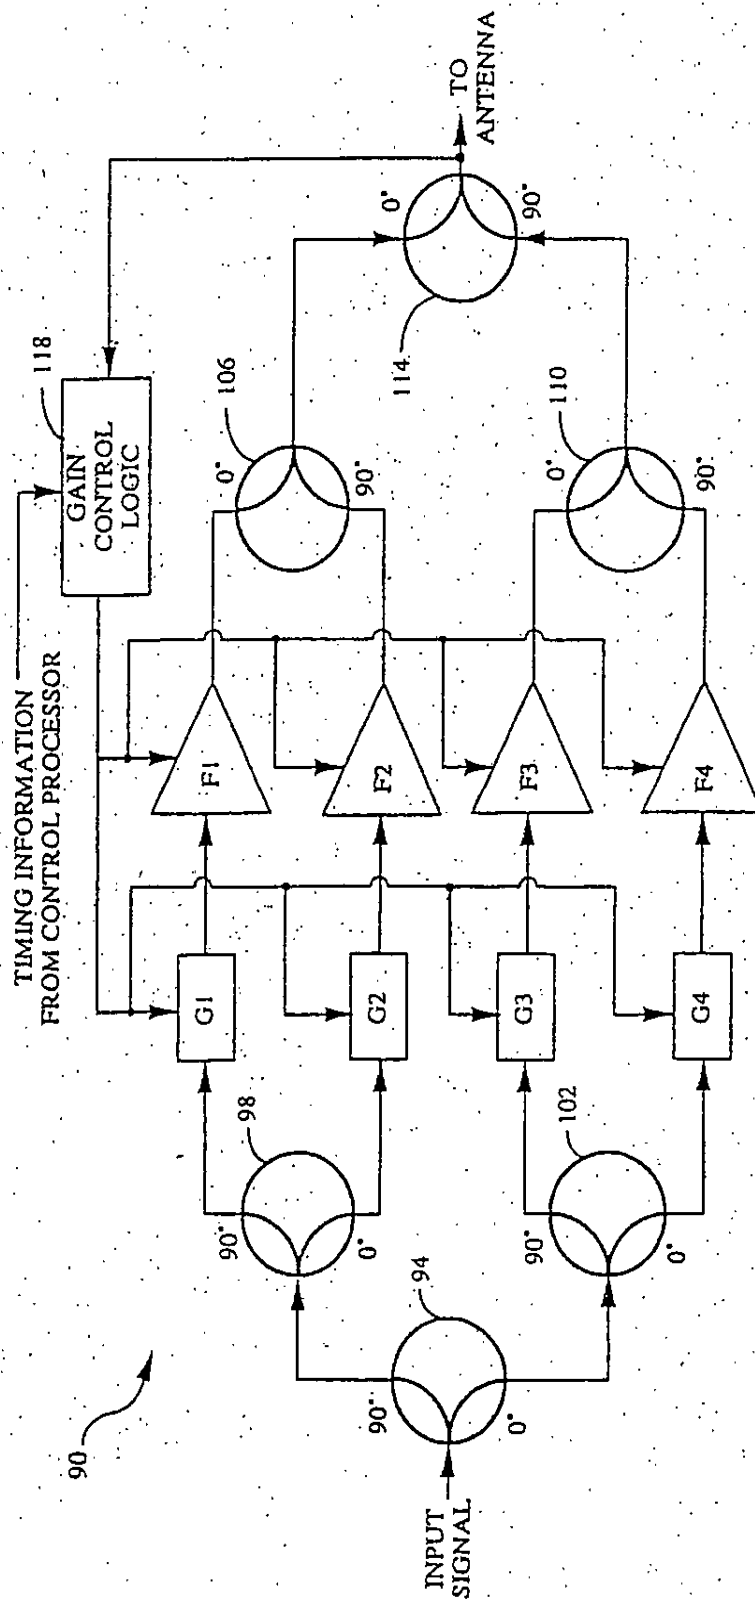 TIMING INFORMATION
FROM CONTROL PROCESSOR
GAIN
CONTROL
LOGIC
118
90
INPUT
SIGNAL
94
90°
0°
98
90°
0°
102
90°
0°
G1
G2
G3
G4
F1
F2
F3
F4
106
0°
90°
110
0°
90°
114
0°
90°
TO
ANTENNA